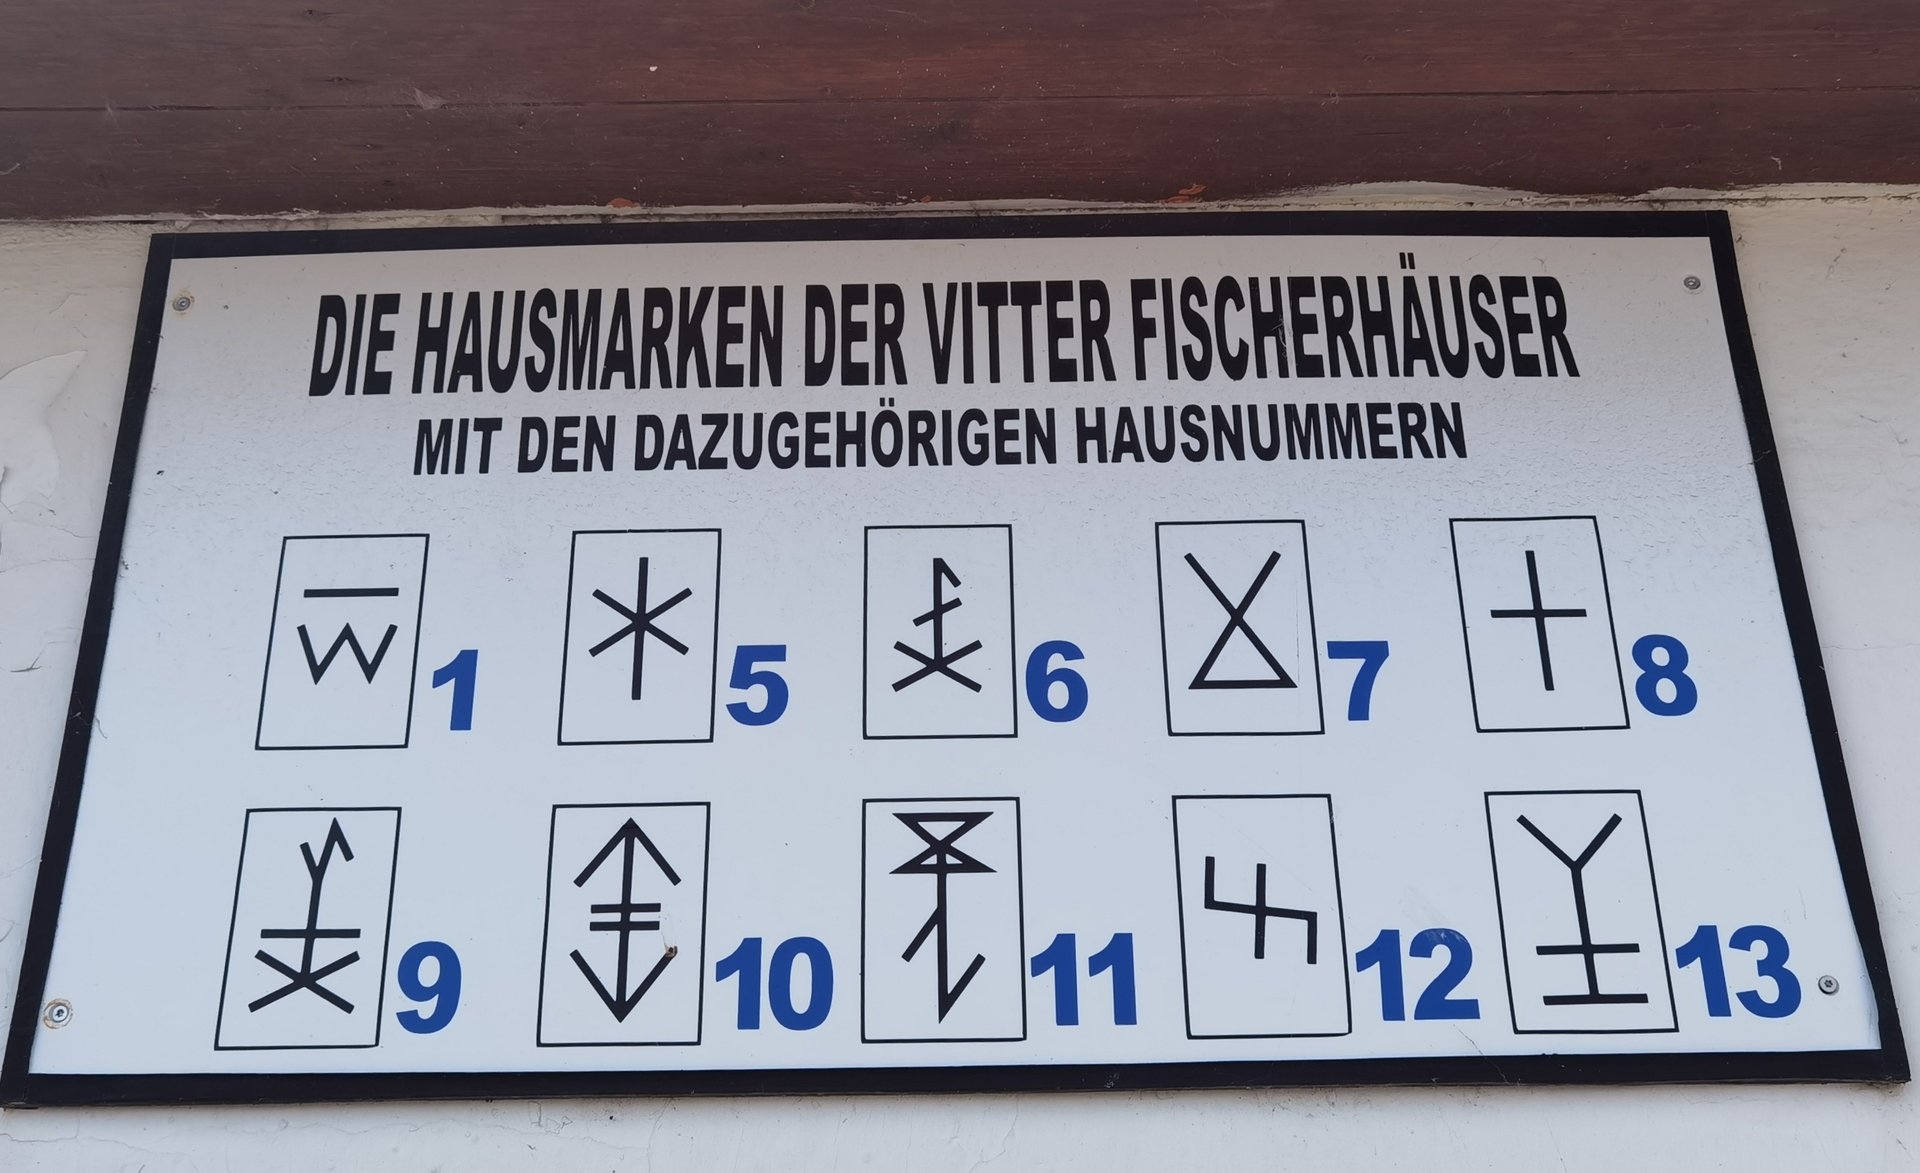 DIE HAUSMARKEN DER VITTER FISCHERHÄUSER
MIT DEN DAZUGEHÖRIGEN HAUSNUMMERN
1 5 6 7 8
9 10 11 12 13